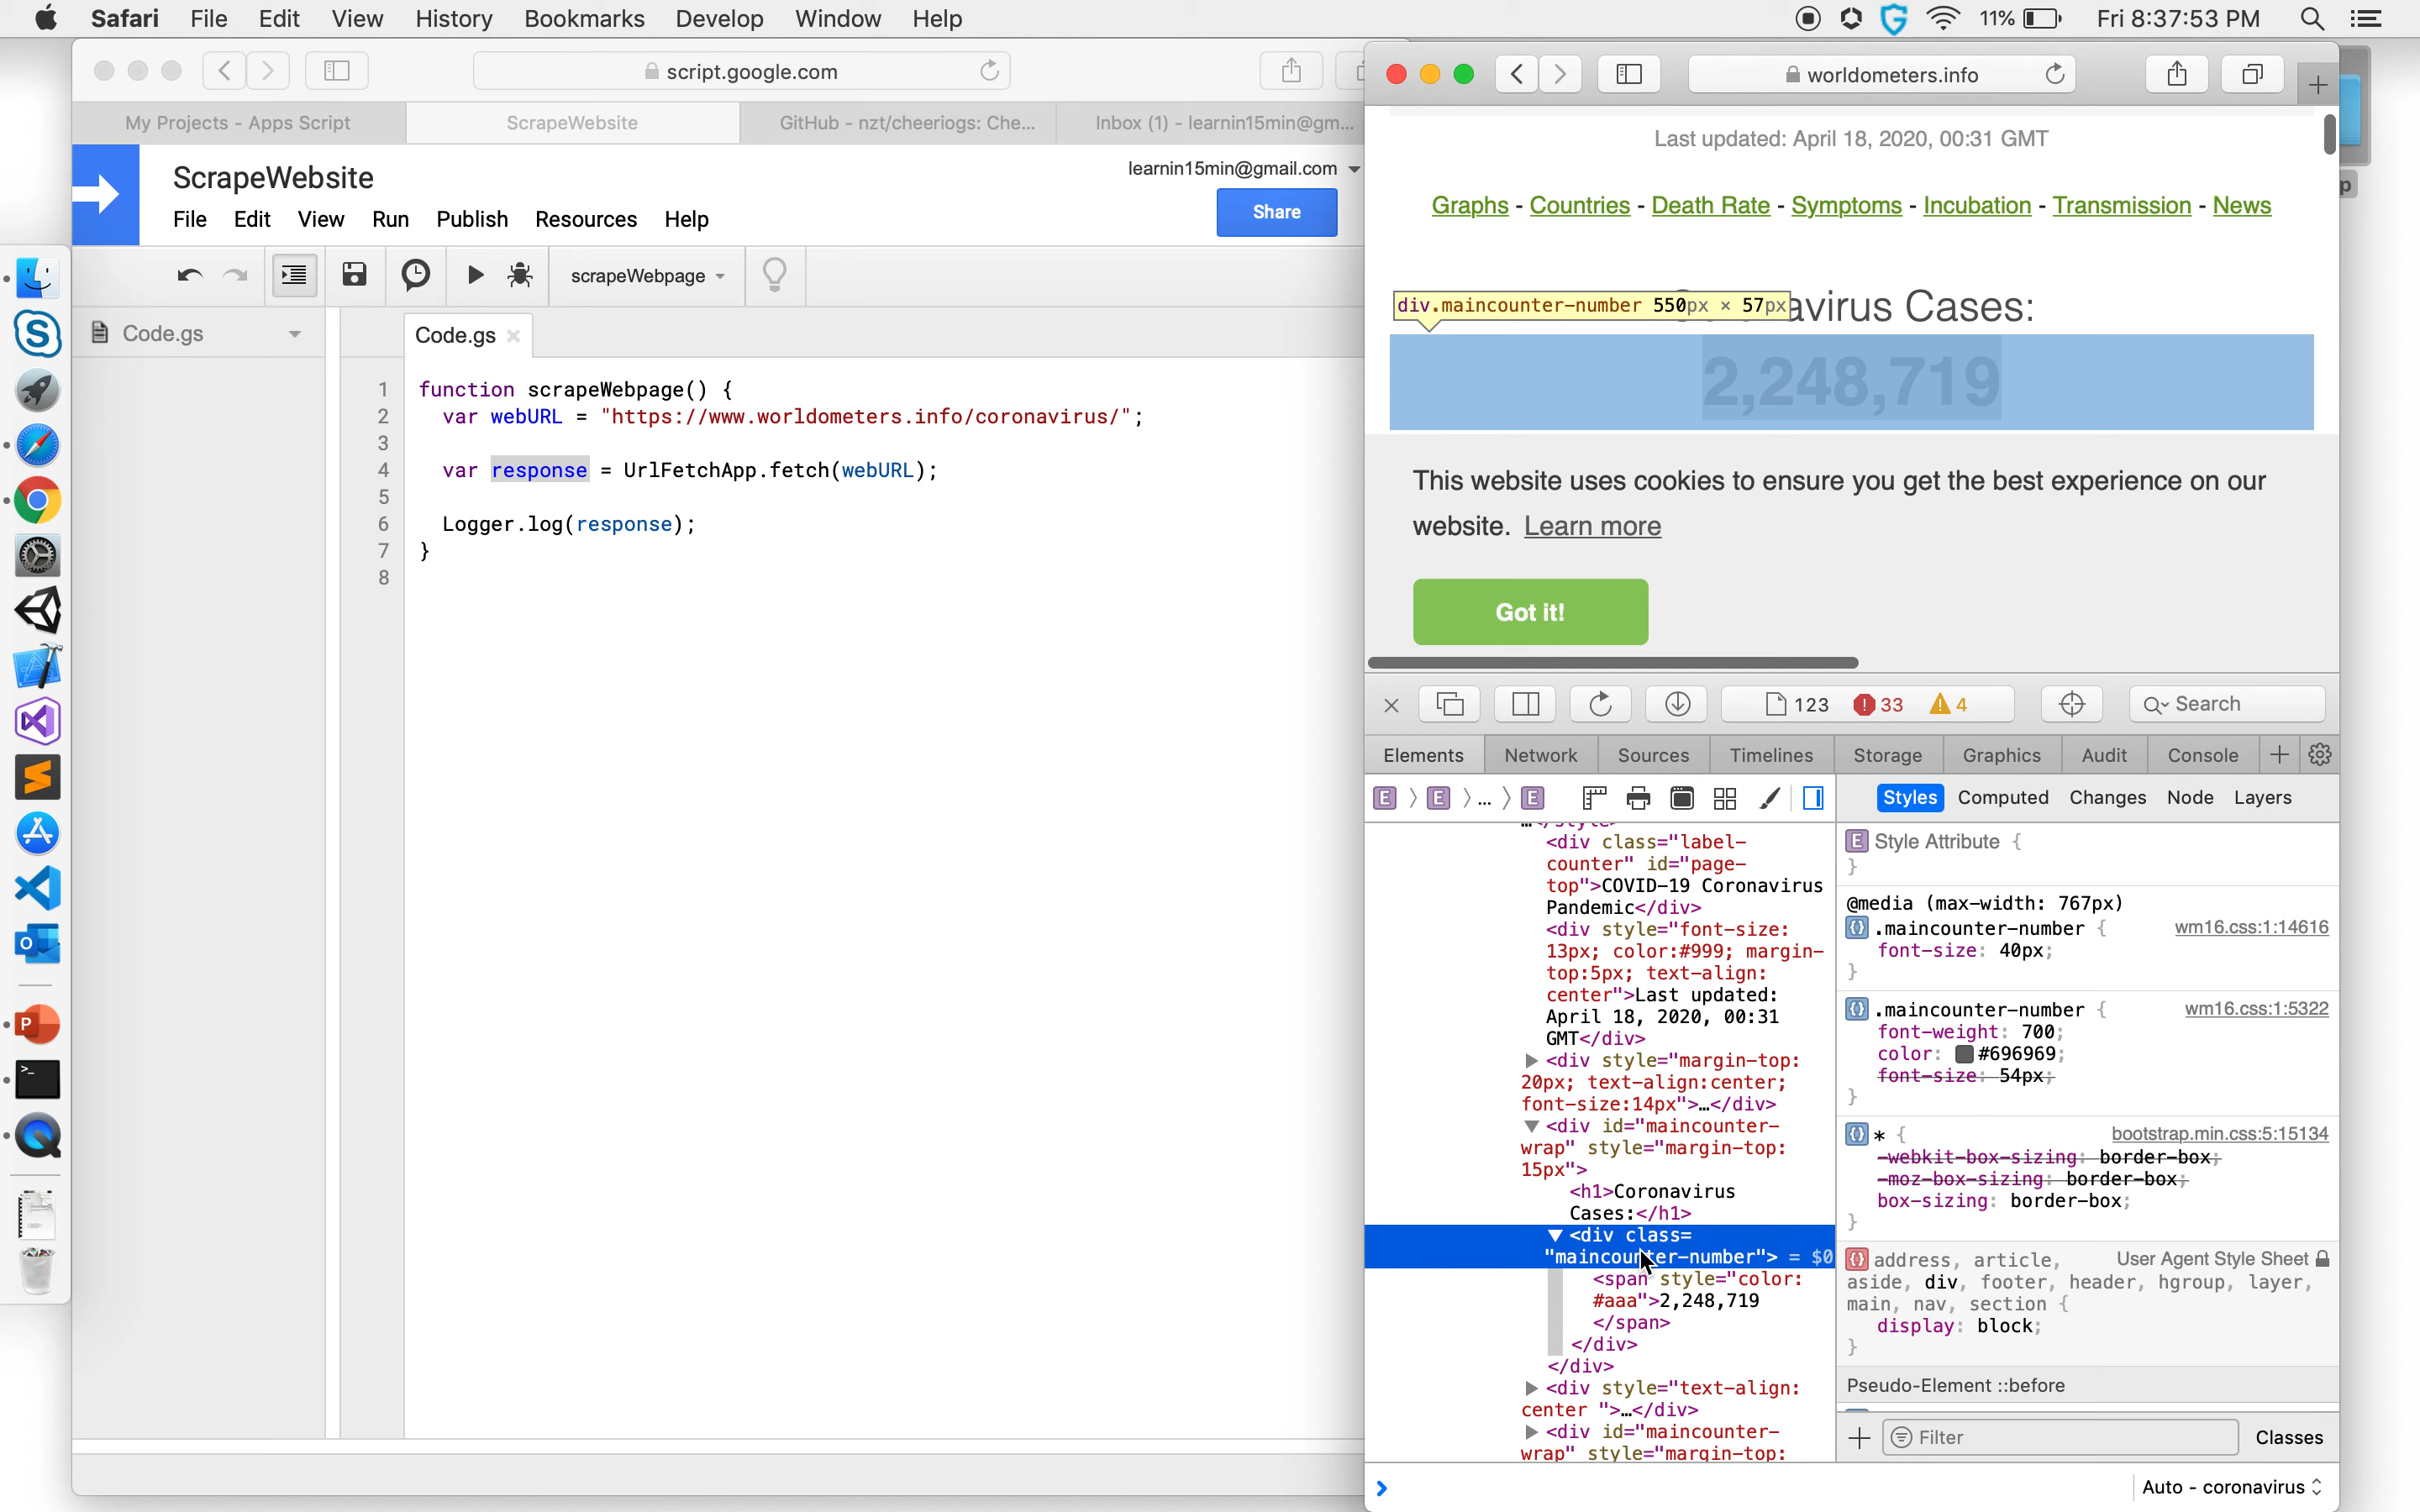 Safari File Edit View History Bookmarks Develop Window Help
11% Fri 8:37:53 PM
script.google.com
My Projects - Apps Script
ScrapeWebsite
GitHub - nzt/cheeriogs: Che...
Inbox (1) - learnin15min@gm...
ScrapeWebsite
learnin15min@gmail.com
File Edit View Run Publish Resources Help
Share
scrapeWebpage
Code.gs
Code.gs
1 function scrapeWebpage() {
2 var webURL = "https://www.worldometers.info/coronavirus/";
3
4 var response = UrlFetchApp.fetch(webURL);
5
6 Logger.log(response);
7 }
8
worldometers.info
Last updated: April 18, 2020, 00:31 GMT
Graphs - Countries - Death Rate - Symptoms - Incubation - Transmission - News
div.maincounter-number 550px × 57px
avirus Cases:
2,248,719
This website uses cookies to ensure you get the best experience on our
website. Learn more
Got it!
123 33 4 Search
Elements Network Sources Timelines Storage Graphics Audit Console
E E ... E
Styles Computed Changes Node Layers
<div class="label-
counter" id="page-
top">COVID-19 Coronavirus
Pandemic</div>
<div style="font-size:
13px; color:#999; margin-
top:5px; text-align:
center">Last updated:
April 18, 2020, 00:31
GMT</div>
<div style="margin-top:
20px; text-align:center;
font-size:14px">…</div>
<div id="maincounter-
wrap" style="margin-top:
15px">
<h1>Coronavirus
Cases:</h1>
<div class=
"maincounter-number"> = $0
<span style="color:
#aaa">2,248,719
</span>
</div>
</div>
<div style="text-align:
center ">…</div>
<div id="maincounter-
wrap" style="margin-top:
E Style Attribute {
}
@media (max-width: 767px)
.maincounter-number { wm16.css:1:14616
font-size: 40px;
}
.maincounter-number { wm16.css:1:5322
font-weight: 700;
color: #696969;
font-size: 54px;
}
* { bootstrap.min.css:5:15134
-webkit-box-sizing: border-box;
-moz-box-sizing: border-box;
box-sizing: border-box;
}
address, article, User Agent Style Sheet
aside, div, footer, header, hgroup, layer,
main, nav, section {
display: block;
}
Pseudo-Element ::before
Filter
Classes
Auto - coronavirus